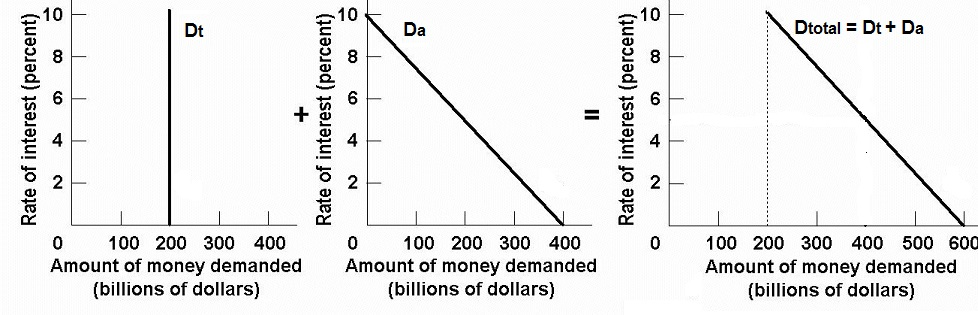 Rate of interest (percent)
10
8
6
4
2
0
Dt
100 200 300 400
Amount of money demanded
(billions of dollars)
+
Rate of interest (percent)
10
8
6
4
2
0
Da
100 200 300 400
Amount of money demanded
(billions of dollars)
=
Rate of interest (percent)
10
8
6
4
2
0
Dtotal = Dt + Da
100 200 300 400 500 600
Amount of money demanded
(billions of dollars)